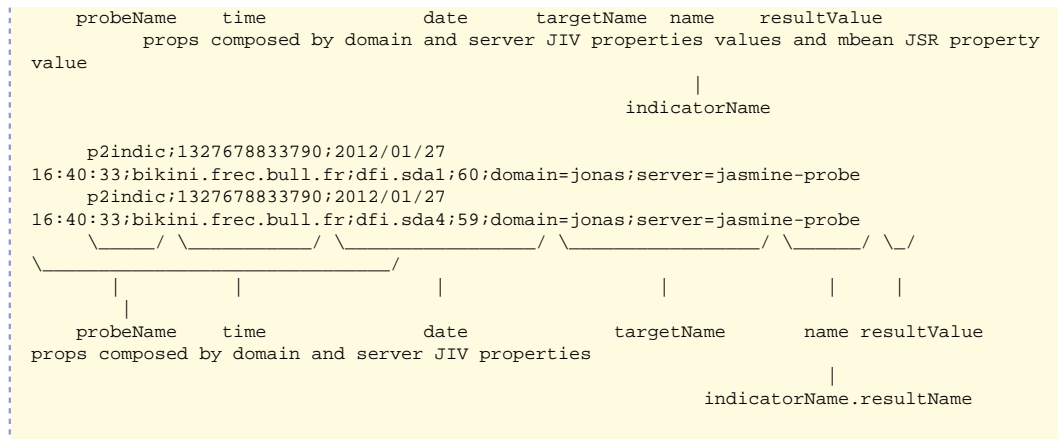 probeName    time                 date        targetName  name    resultValue
props composed by domain and server JIV properties values and mbean JSR property
value
|
indicatorName
p2indic;1327678833790;2012/01/27
16:40:33;bikini.frec.bull.fr;dfi.sda1;60;domain=jonas;server=jasmine-probe
p2indic;1327678833790;2012/01/27
16:40:33;bikini.frec.bull.fr;dfi.sda4;59;domain=jonas;server=jasmine-probe
\_____/ \___________/ \_________________/ \_________________/ \______/ \_/
\_______________________________/
|           |                  |                    |               |     |
|
probeName    time               date              targetName        name resultValue
props composed by domain and server JIV properties
|
indicatorName.resultName